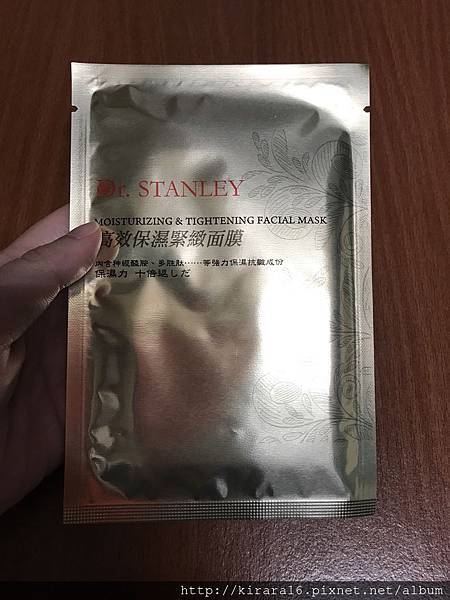 Dr. STANLEY
MOISTURIZING & TIGHTENING FACIAL MASK
高效保濕緊緻面膜
內含神經醯胺、多胜肽……等強力保濕抗皺成份
保濕力 十倍返しだ
http://kirara16.pixnet.net/album